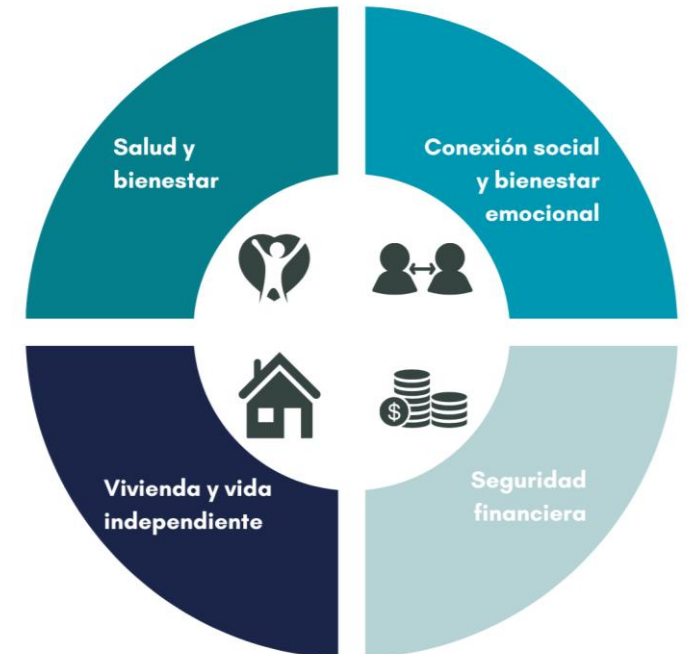 Salud y
bienestar
Conexión social
y bienestar
emocional
$
Vivienda y vida
independiente
Seguridad
financiera